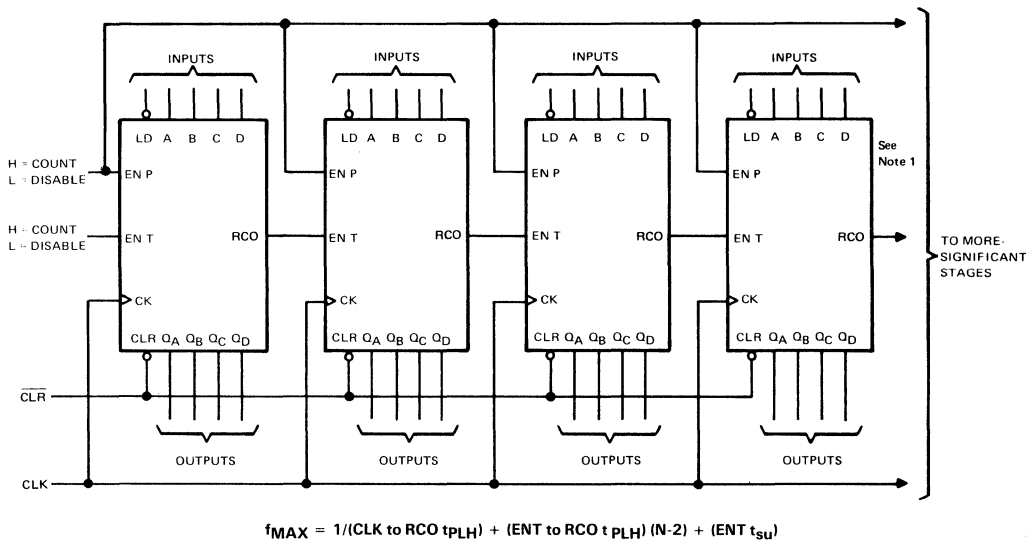 INPUTS INPUTS INPUTS INPUTS
LD A B C D LD A B C D LD A B C D LD A B C D
See
Note 1
H = COUNT
L = DISABLE
EN P EN P EN P EN P
H = COUNT
L = DISABLE
EN T RCO EN T RCO EN T RCO EN T RCO
TO MORE-
SIGNIFICANT
STAGES
CK CK CK CK
CLR QA QB QC QD CLR QA QB QC QD CLR QA QB QC QD CLR QA QB QC QD
CLR
OUTPUTS OUTPUTS OUTPUTS OUTPUTS
CLK
fMAX = 1/(CLK to RCO tPLH) + (ENT to RCO t PLH) (N-2) + (ENT tsu)